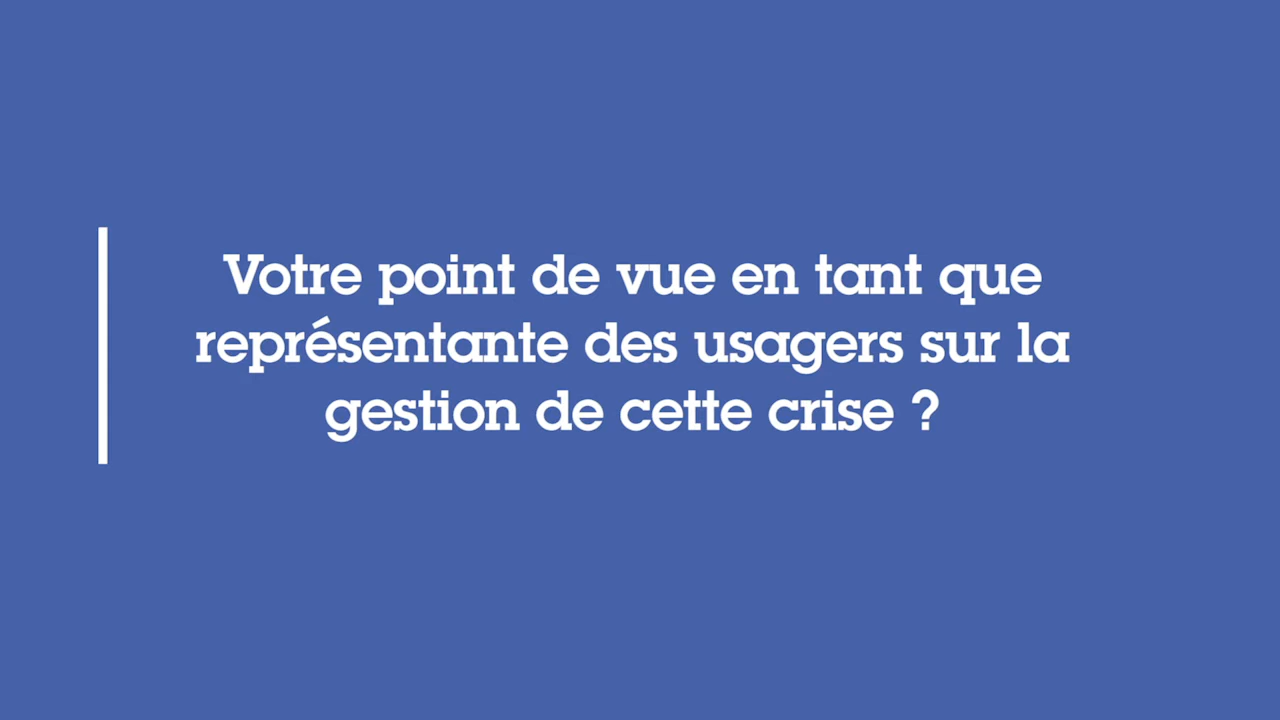 Votre point de vue en tant que
représentante des usagers sur la
gestion de cette crise ?